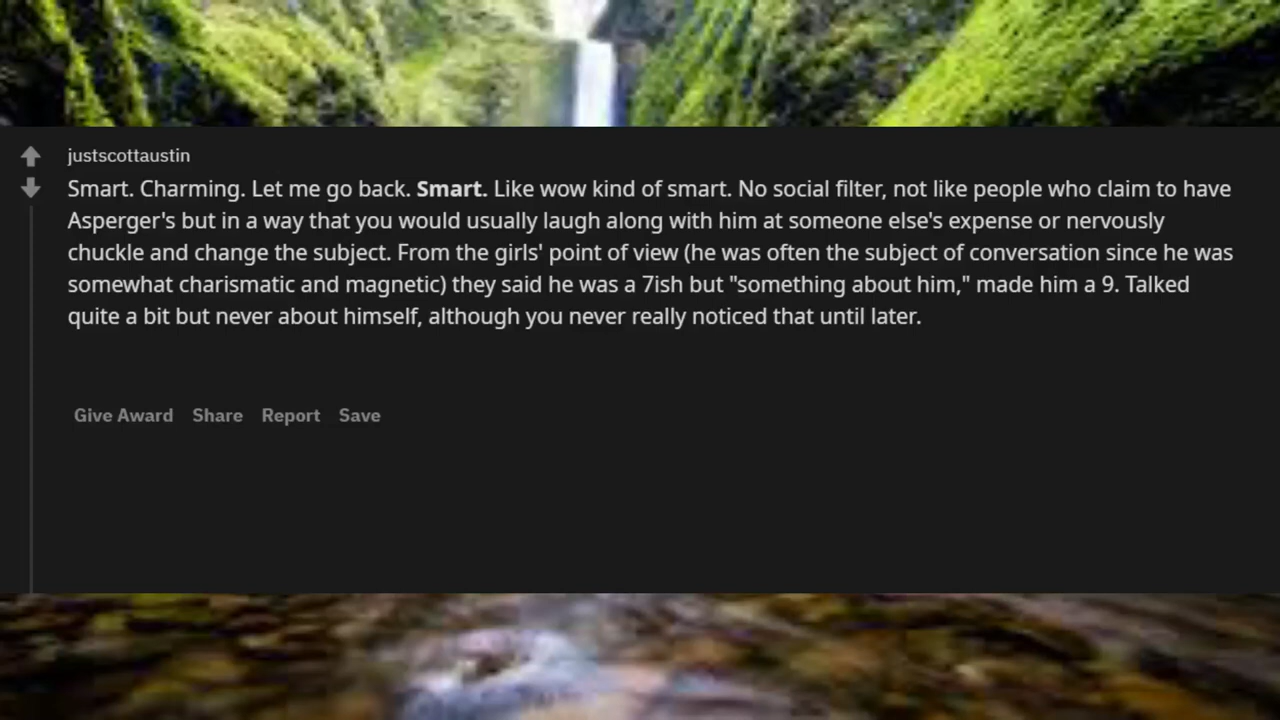 justscottaustin
Smart. Charming. Let me go back. Smart. Like wow kind of smart. No social filter, not like people who claim to have
Asperger's but in a way that you would usually laugh along with him at someone else's expense or nervously
chuckle and change the subject. From the girls' point of view (he was often the subject of conversation since he was
somewhat charismatic and magnetic) they said he was a 7ish but "something about him," made him a 9. Talked
quite a bit but never about himself, although you never really noticed that until later.
Give Award Share Report Save